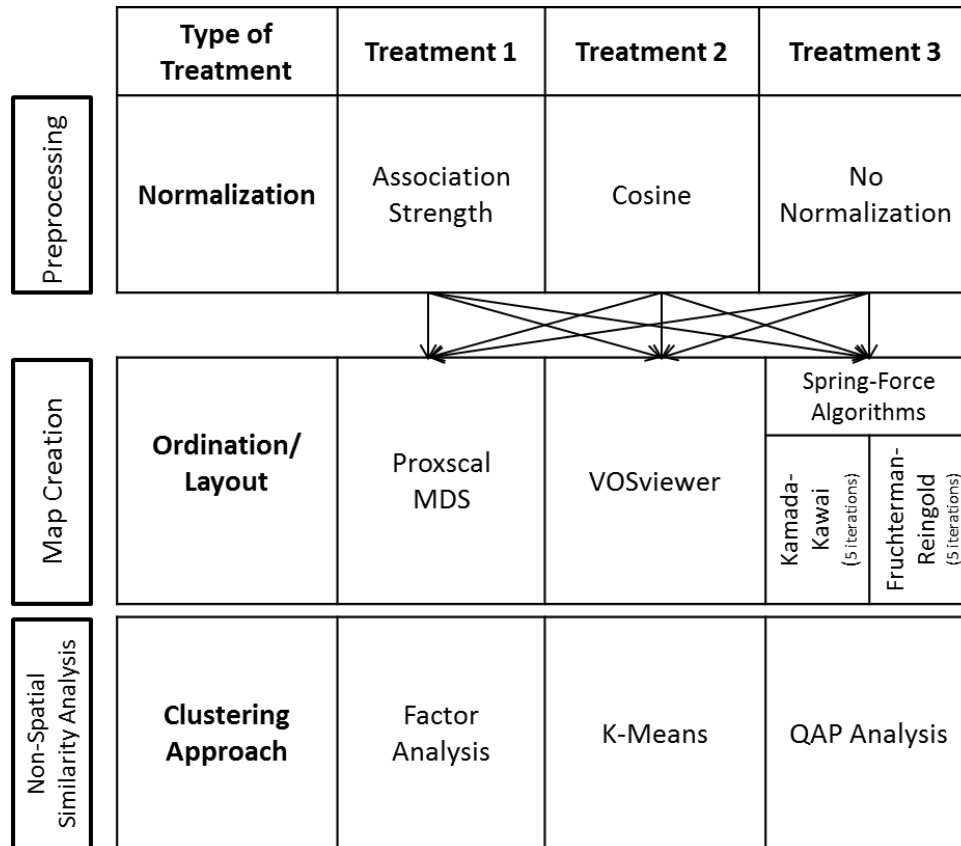 Type of
Treatment
Treatment 1
Treatment 2
Treatment 3
Preprocessing
Normalization
Association
Strength
Cosine
No
Normalization
Map Creation
Ordination/
Layout
Proxscal
MDS
VOSviewer
Spring-Force
Algorithms
Kamada-
Kawai
(5 iterations)
Fruchterman-
Reingold
(5 iterations)
Non-Spatial
Similarity Analysis
Clustering
Approach
Factor
Analysis
K-Means
QAP Analysis